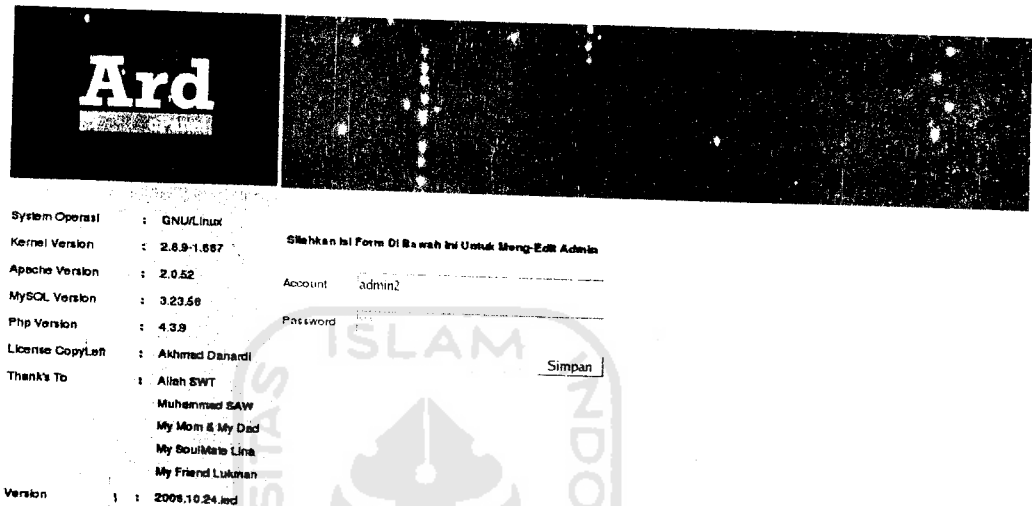 Ard
System Operasi : GNU/Linux
Kernel Version : 2.6.9-1.667
Apache Version : 2.0.52
MySQL Version : 3.23.58
Php Version : 4.3.9
License CopyLeft : Akhmad Danardi
Thank's To : Allah SWT
Muhammad SAW
My Mom & My Dad
My SoulMate Lina
My Friend Lukman
Version :
Silahkan Isi Form Di Bawah Ini Untuk Meng-Edit Admin
Account admin2
Password
Simpan
ISLAM